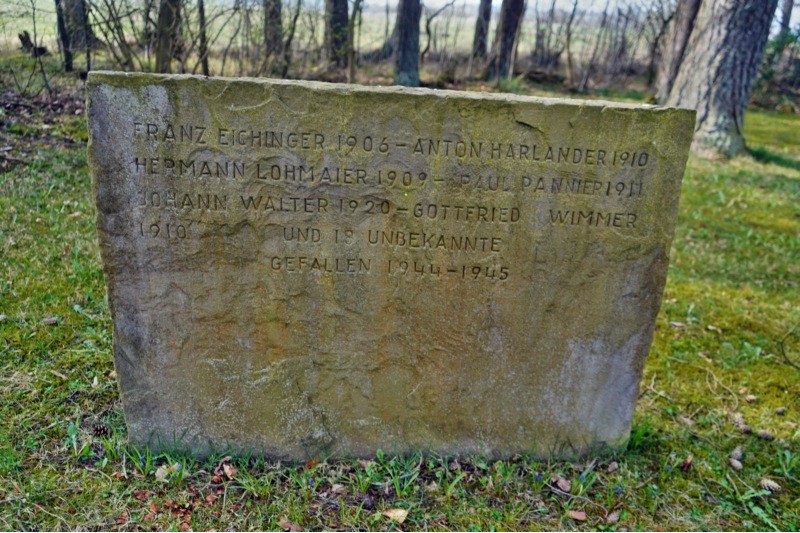 FRANZ EICHINGER 1906 – ANTON HARLANDER 1910
HERMANN LOHMAIER 1909 – PAUL PANNIER 1911
JOHANN WALTER 1920 – GOTTFRIED WIMMER
1910 UND 19 UNBEKANNTE
GEFALLEN 1944 – 1945